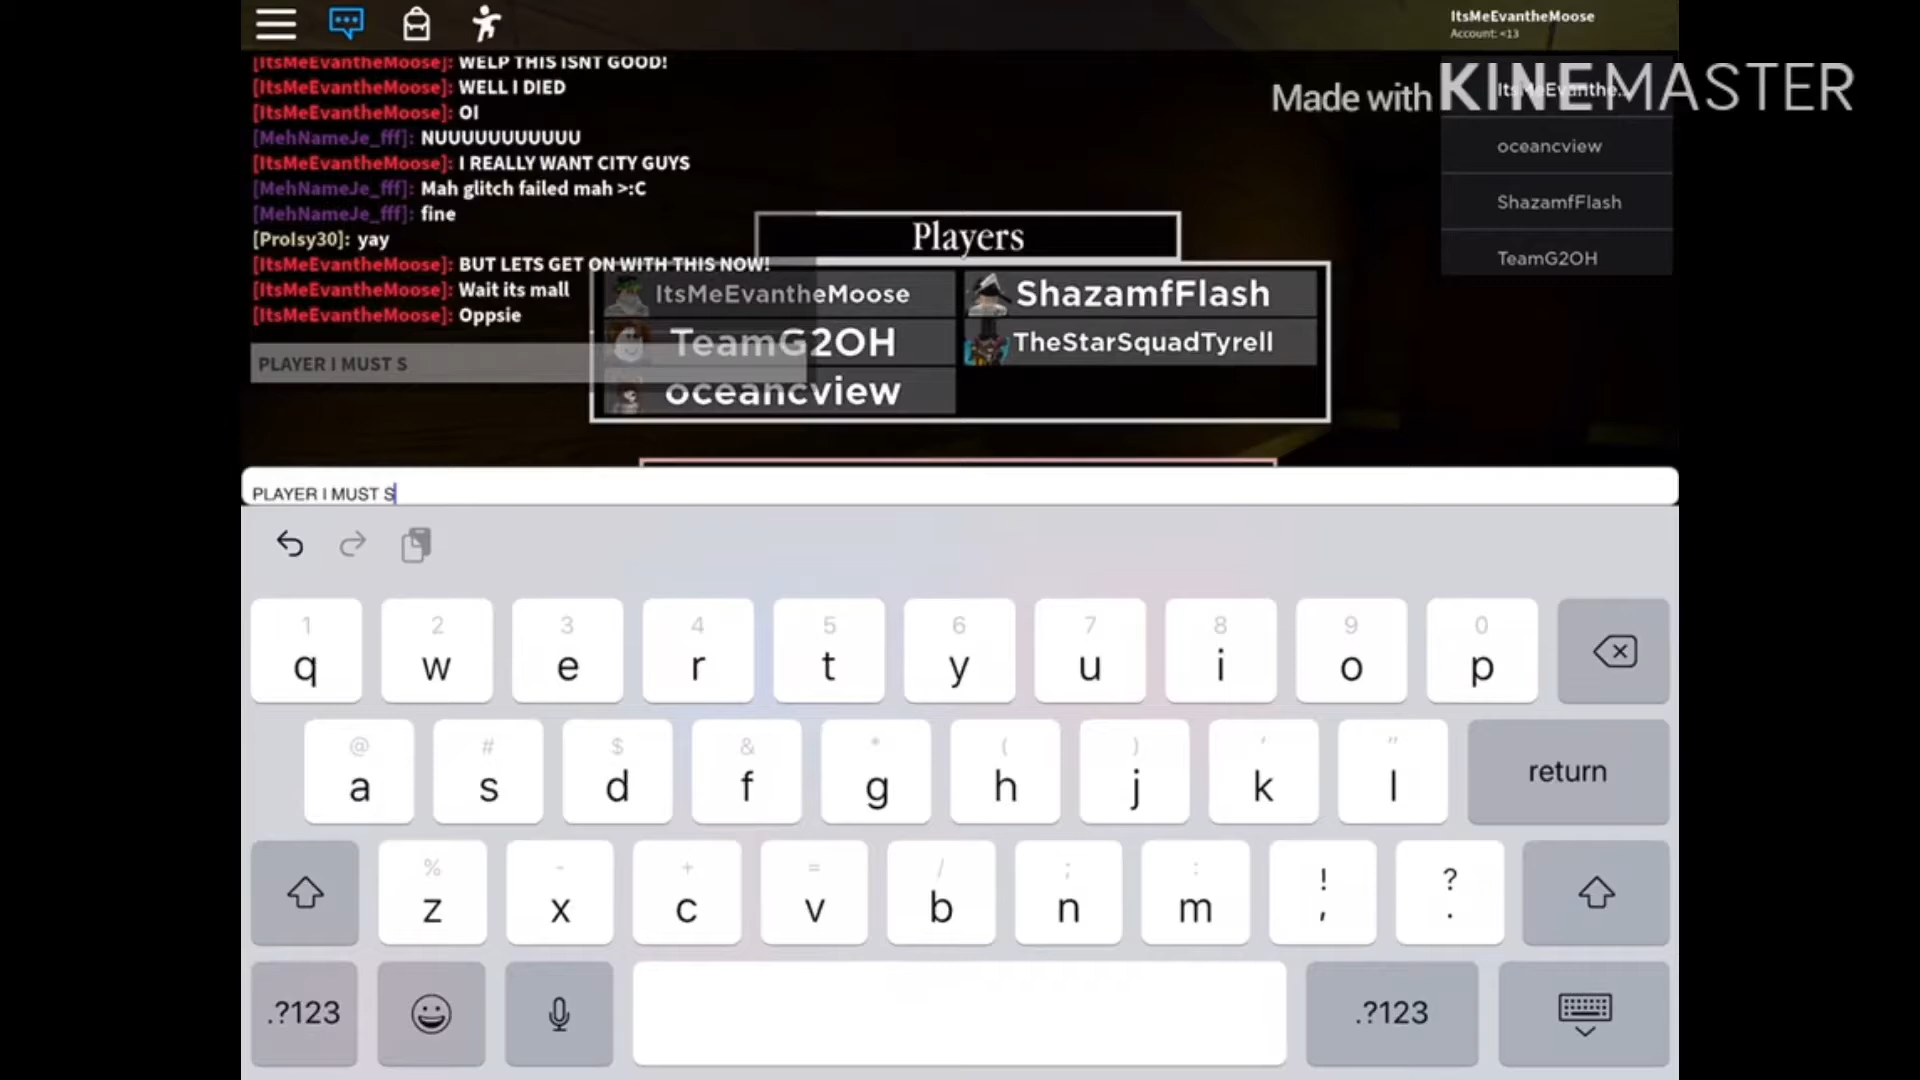 ItsMeEvantheMoose
Account: <13
[ItsMeEvantheMoose]: WELP THIS ISNT GOOD!
[ItsMeEvantheMoose]: WELL I DIED
[ItsMeEvantheMoose]: OI
[MehNameJe_fff]: NUUUUUUUUUUU
[ItsMeEvantheMoose]: I REALLY WANT CITY GUYS
[MehNameJe_fff]: Mah glitch failed mah >:C
[MehNameJe_fff]: fine
[ProIsy30]: yay
[ItsMeEvantheMoose]: BUT LETS GET ON WITH THIS NOW!
[ItsMeEvantheMoose]: Wait its mall
[ItsMeEvantheMoose]: Oppsie
PLAYER I MUST S
Made with KINEMASTER
ItsMeEvanthe...
oceancview
ShazamfFlash
TeamG2OH
Players
ItsMeEvantheMoose ShazamfFlash
TeamG2OH TheStarSquadTyrell
oceancview
PLAYER I MUST S
1 2 3 4 5 6 7 8 9 0
q w e r t y u i o p
@ # $ & * ( ) ' "
a s d f g h j k l return
% - + = / ; : ! ?
z x c v b n m , .
.?123 .?123